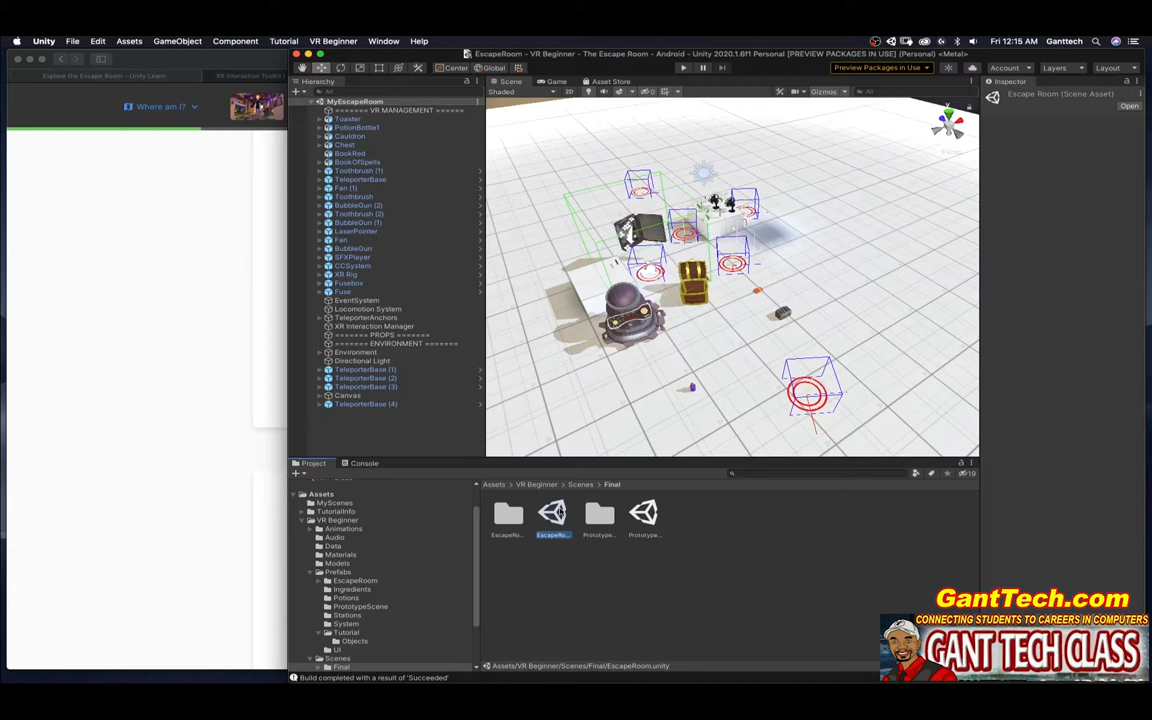 Unity File Edit Assets GameObject Component Tutorial VR Beginner Window Help
Fri 12:15 AM Ganttech
EscapeRoom - VR Beginner - The Escape Room - Android - Unity 2020.1.6f1 Personal [PREVIEW PACKAGES IN USE] (Personal) <Metal>
Explore the Escape Room - Unity Learn
XR Interaction Toolkit
Center Global
Preview Packages in Use
Account Layers Layout
Where am I?
Hierarchy
Scene Game Asset Store
Inspector
All
Shaded 2D 0 Gizmos All
Escape Room (Scene Asset)
Open
MyEscapeRoom
======= VR MANAGEMENT ======
Toaster
PotionBottle1
Cauldron
Chest
BookRed
BookOfSpells
Toothbrush (1)
TeleporterBase
Fan (1)
Toothbrush
BubbleGun (2)
Toothbrush (2)
BubbleGun (1)
LaserPointer
Fan
BubbleGun
SFXPlayer
CCSystem
XR Rig
Fusebox
Fuse
EventSystem
Locomotion System
TeleporterAnchors
XR Interaction Manager
======= PROPS =======
======= ENVIRONMENT =======
Environment
Directional Light
TeleporterBase (1)
TeleporterBase (2)
TeleporterBase (3)
Canvas
TeleporterBase (4)
Project Console
19
Assets
MyScenes
TutorialInfo
VR Beginner
Animations
Audio
Data
Materials
Models
Prefabs
EscapeRoom
Ingredients
Potions
PrototypeScene
Stations
System
Tutorial
Objects
UI
Scenes
Final
Assets > VR Beginner > Scenes > Final
EscapeRo... EscapeRo... Prototype... Prototype...
Assets/VR Beginner/Scenes/Final/EscapeRoom.unity
Build completed with a result of 'Succeeded'
GantTech.com
CONNECTING STUDENTS TO CAREERS IN COMPUTERS
GANT TECH CLASS